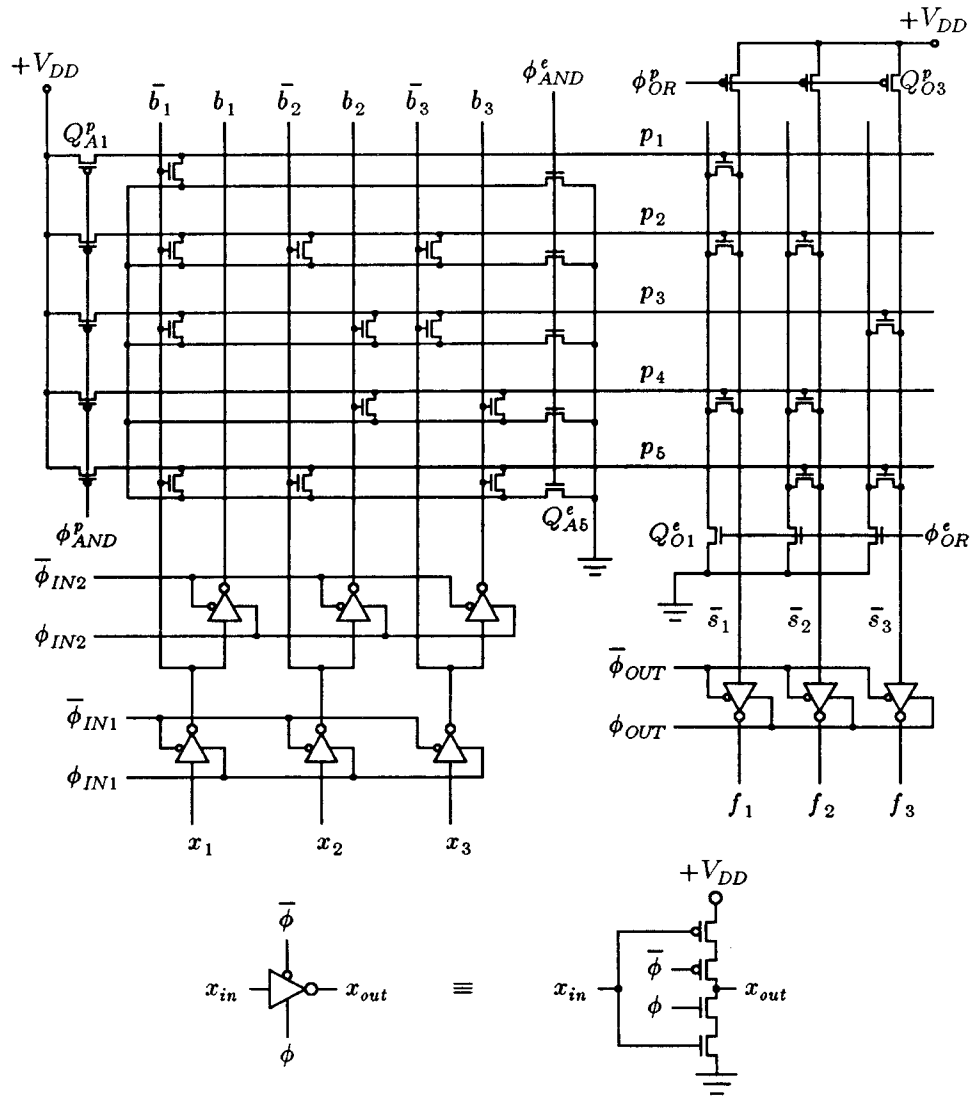 +V_DD
+V_DD
ϕ^e_AND
ϕ^p_OR
Q^p_O3
b̄_1 b_1 b̄_2 b_2 b̄_3 b_3
Q^p_A1
p_1
p_2
p_3
p_4
p_5
ϕ^p_AND
Q^e_A5
Q^e_O1
ϕ^e_OR
ϕ̄_IN2
ϕ_IN2
s̄_1 s̄_2 s̄_3
ϕ̄_OUT
ϕ_OUT
ϕ̄_IN1
ϕ_IN1
x_1 x_2 x_3
f_1 f_2 f_3
+V_DD
ϕ̄
x_in x_out
ϕ
≡
ϕ̄
x_in x_out
ϕ